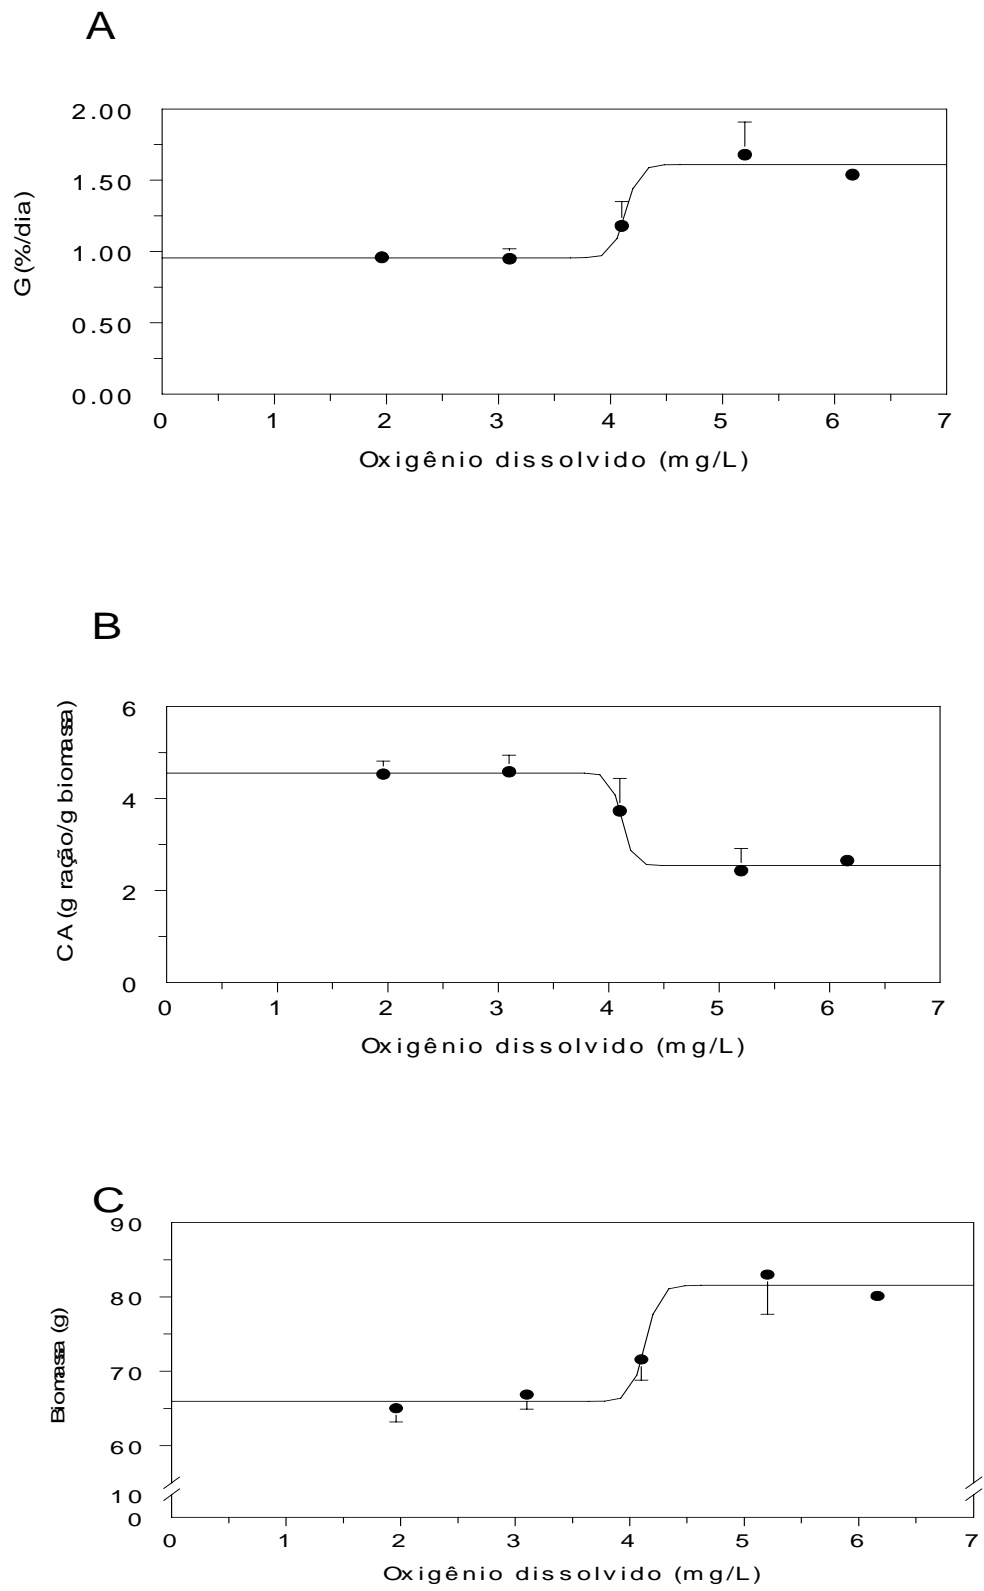 A
2.00
1.50
1.00
0.50
0.00
G (%/dia)
0 1 2 3 4 5 6 7
Oxigênio dissolvido (mg/L)
B
6
4
2
0
CA (g ração/g biomassa)
0 1 2 3 4 5 6 7
Oxigênio dissolvido (mg/L)
C
90
80
70
60
10
0
Biomassa (g)
0 1 2 3 4 5 6 7
Oxigênio dissolvido (mg/L)